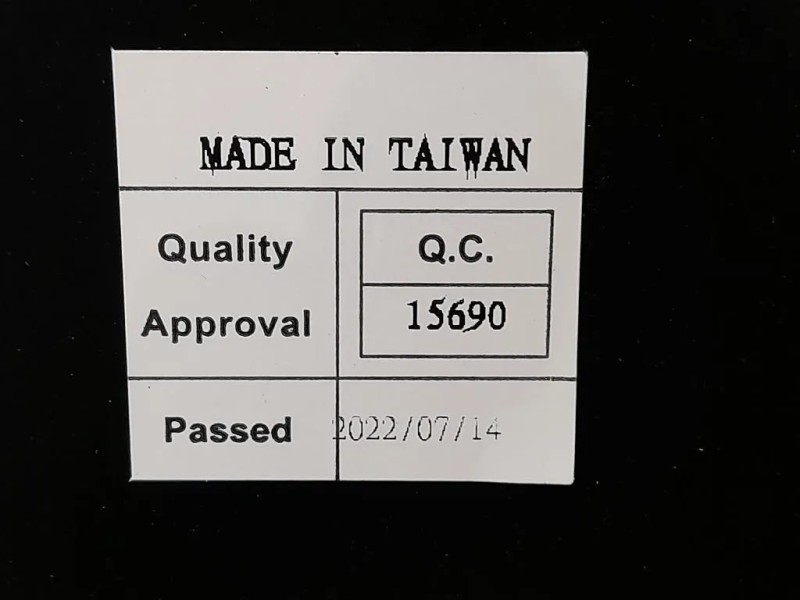 MADE IN TAIWAN
Quality Approval
Q.C.
15690
Passed
2022/07/14